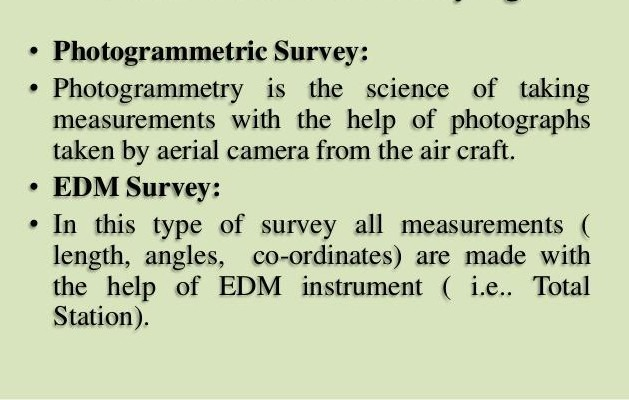 • Photogrammetric Survey:
• Photogrammetry is the science of taking
measurements with the help of photographs
taken by aerial camera from the air craft.
• EDM Survey:
• In this type of survey all measurements (
length, angles, co-ordinates) are made with
the help of EDM instrument ( i.e.. Total
Station).